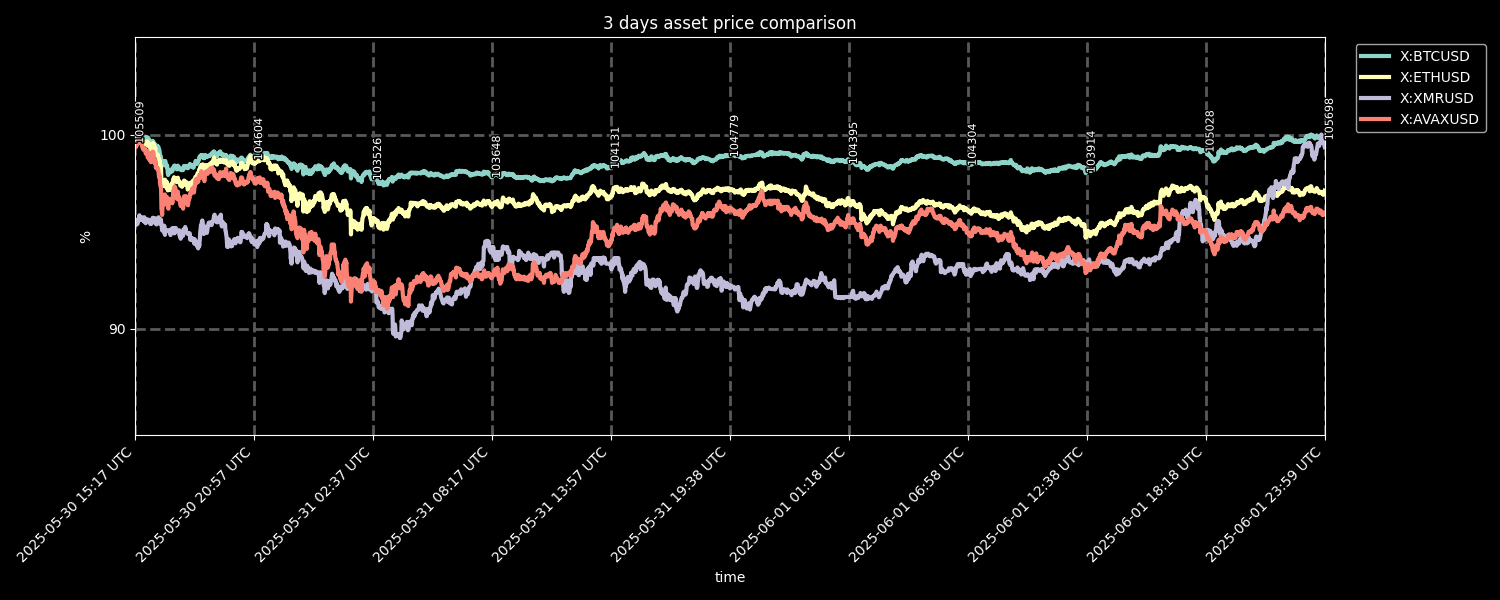 3 days asset price comparison
X:BTCUSD
X:ETHUSD
X:XMRUSD
X:AVAXUSD
%
100
90
105509
104604
103526
103648
104131
104779
104395
104304
103914
105028
105698
2025-05-30 15:17 UTC
2025-05-30 20:57 UTC
2025-05-31 02:37 UTC
2025-05-31 08:17 UTC
2025-05-31 13:57 UTC
2025-05-31 19:38 UTC
2025-06-01 01:18 UTC
2025-06-01 06:58 UTC
2025-06-01 12:38 UTC
2025-06-01 18:18 UTC
2025-06-01 23:59 UTC
time